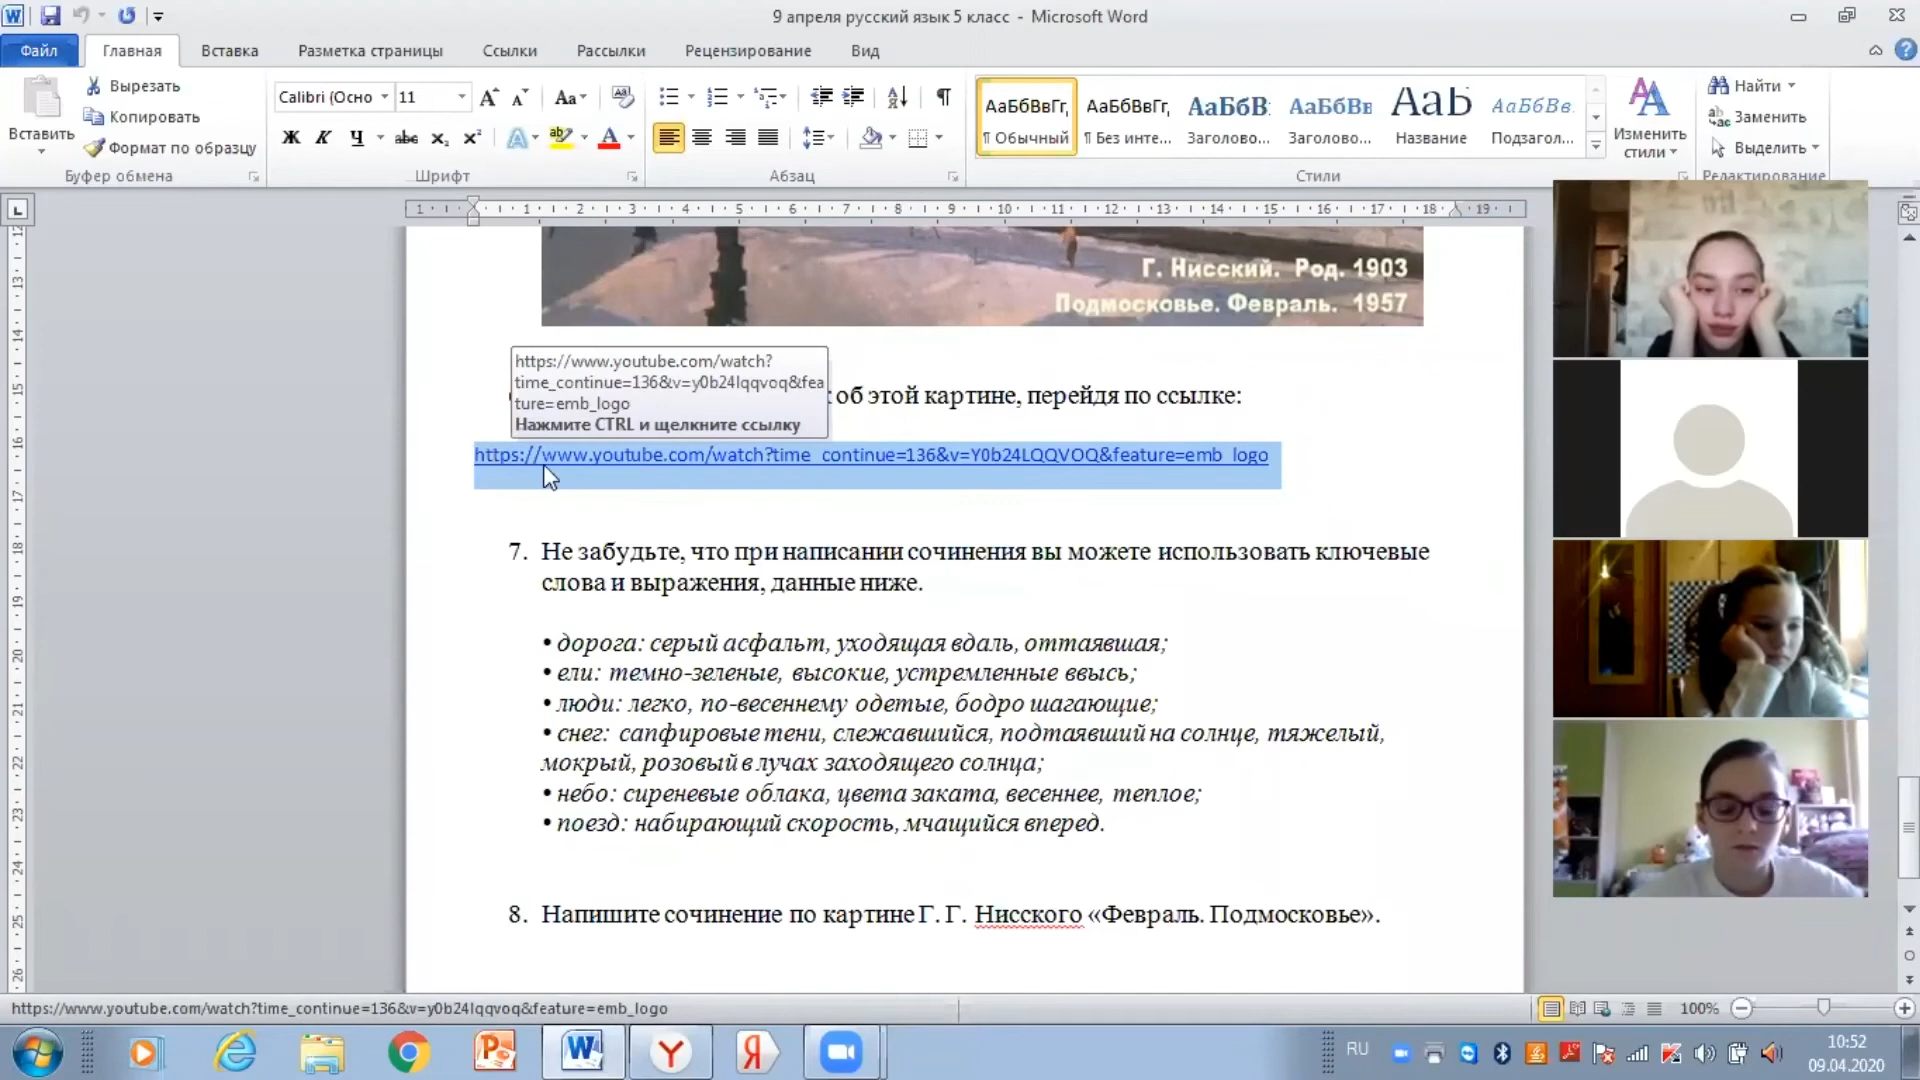 9 апреля русский язык 5 класс - Microsoft Word
Файл Главная Вставка Разметка страницы Ссылки Рассылки Рецензирование Вид
Вставить
Вырезать
Копировать
Формат по образцу
Буфер обмена
Calibri (Осно 11
Шрифт
Абзац
АаБбВвГг, АаБбВвГг, АаБбВ АаБбВв АаБ АаБбВв
¶ Обычный ¶ Без инте... Заголово... Заголово... Название Подзагол...
Стили
Изменить стили
Найти
Заменить
Выделить
Редактирование
Г. Нисский. Род. 1903
Подмосковье. Февраль. 1957
https://www.youtube.com/watch?
time_continue=136&v=y0b24lqqvoq&fea
ture=emb_logo
Нажмите CTRL и щелкните ссылку
об этой картине, перейдя по ссылке:
https://www.youtube.com/watch?time_continue=136&v=Y0b24LQQVOQ&feature=emb_logo
7. Не забудьте, что при написании сочинения вы можете использовать ключевые
слова и выражения, данные ниже.
• дорога: серый асфальт, уходящая вдаль, оттаявшая;
• ели: темно-зеленые, высокие, устремленные ввысь;
• люди: легко, по-весеннему одетые, бодро шагающие;
• снег: сапфировые тени, слежавшийся, подтаявший на солнце, тяжелый,
мокрый, розовый в лучах заходящего солнца;
• небо: сиреневые облака, цвета заката, весеннее, теплое;
• поезд: набирающий скорость, мчащийся вперед.
8. Напишите сочинение по картине Г. Г. Нисского «Февраль. Подмосковье».
https://www.youtube.com/watch?time_continue=136&v=y0b24lqqvoq&feature=emb_logo
100%
RU
10:52
09.04.2020